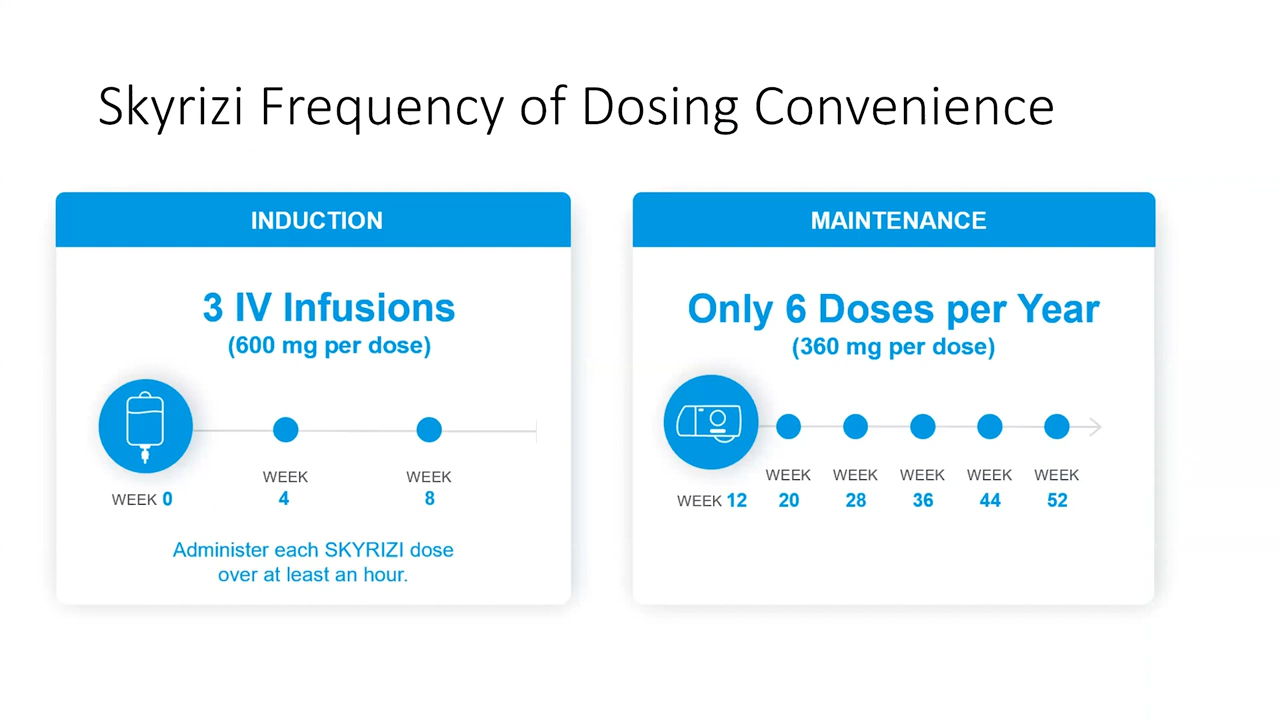 Skyrizi Frequency of Dosing Convenience
INDUCTION
3 IV Infusions
(600 mg per dose)
WEEK 0
WEEK 4
WEEK 8
Administer each SKYRIZI dose
over at least an hour.
MAINTENANCE
Only 6 Doses per Year
(360 mg per dose)
WEEK 12
WEEK 20
WEEK 28
WEEK 36
WEEK 44
WEEK 52